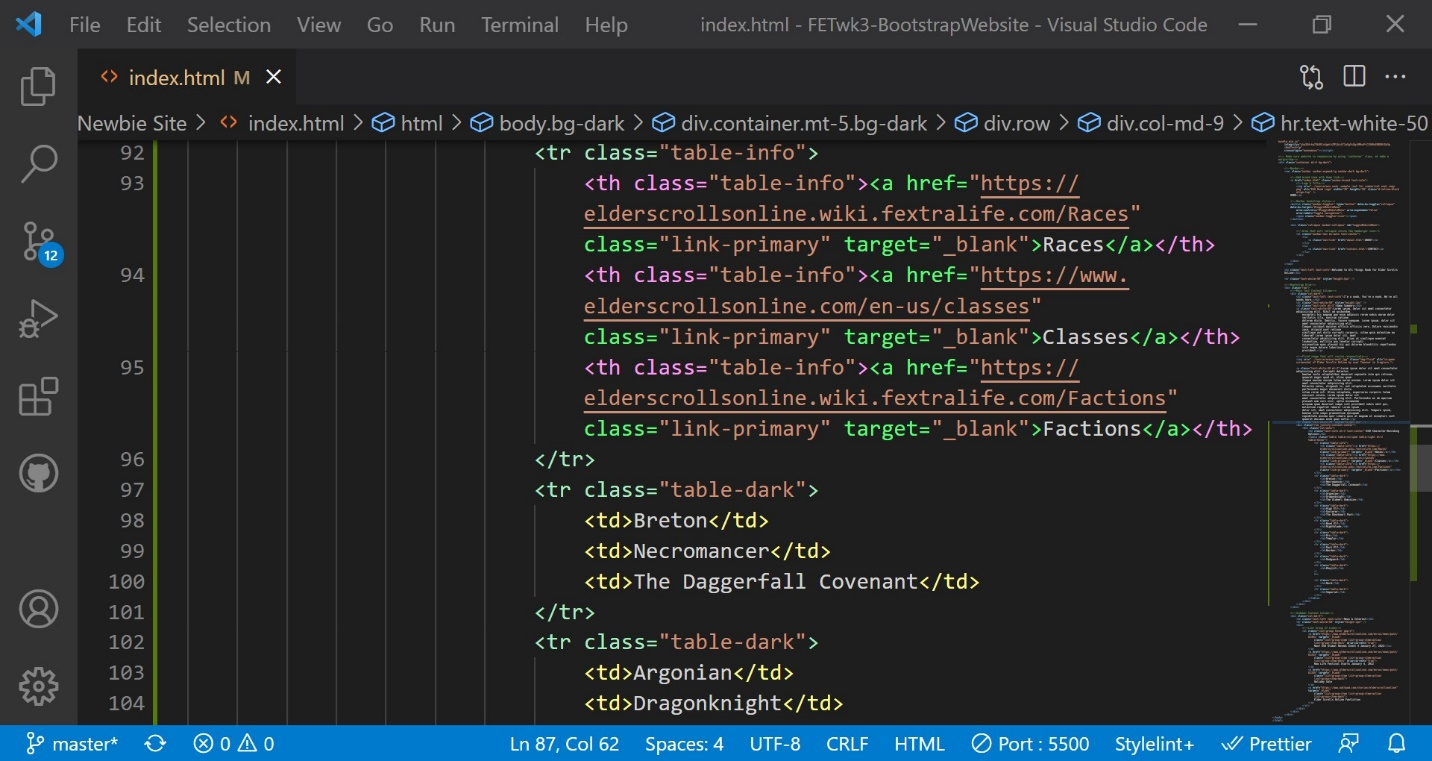 File Edit Selection View Go Run Terminal Help index.html - FETwk3-BootstrapWebsite - Visual Studio Code
index.html M
Newbie Site > index.html > html > body.bg-dark > div.container.mt-5.bg-dark > div.row > div.col-md-9 > hr.text-white-50
92 <tr class="table-info">
93 <th class="table-info"><a href="https://
elderscrollsonline.wiki.fextralife.com/Races"
class="link-primary" target="_blank">Races</a></th>
94 <th class="table-info"><a href="https://www.
elderscrollsonline.com/en-us/classes"
class="link-primary" target="_blank">Classes</a></th>
95 <th class="table-info"><a href="https://
elderscrollsonline.wiki.fextralife.com/Factions"
class="link-primary" target="_blank">Factions</a></th>
96 </tr>
97 <tr class="table-dark">
98 <td>Breton</td>
99 <td>Necromancer</td>
100 <td>The Daggerfall Covenant</td>
101 </tr>
102 <tr class="table-dark">
103 <td>Argonian</td>
104 <td>Dragonknight</td>
12
master* 0 0 Ln 87, Col 62 Spaces: 4 UTF-8 CRLF HTML Port : 5500 Stylelint+ Prettier